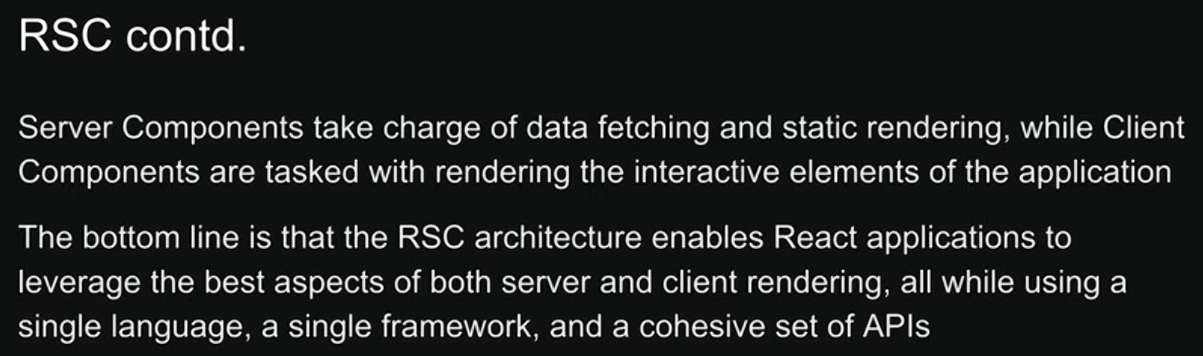 RSC contd.
Server Components take charge of data fetching and static rendering, while Client
Components are tasked with rendering the interactive elements of the application
The bottom line is that the RSC architecture enables React applications to
leverage the best aspects of both server and client rendering, all while using a
single language, a single framework, and a cohesive set of APIs